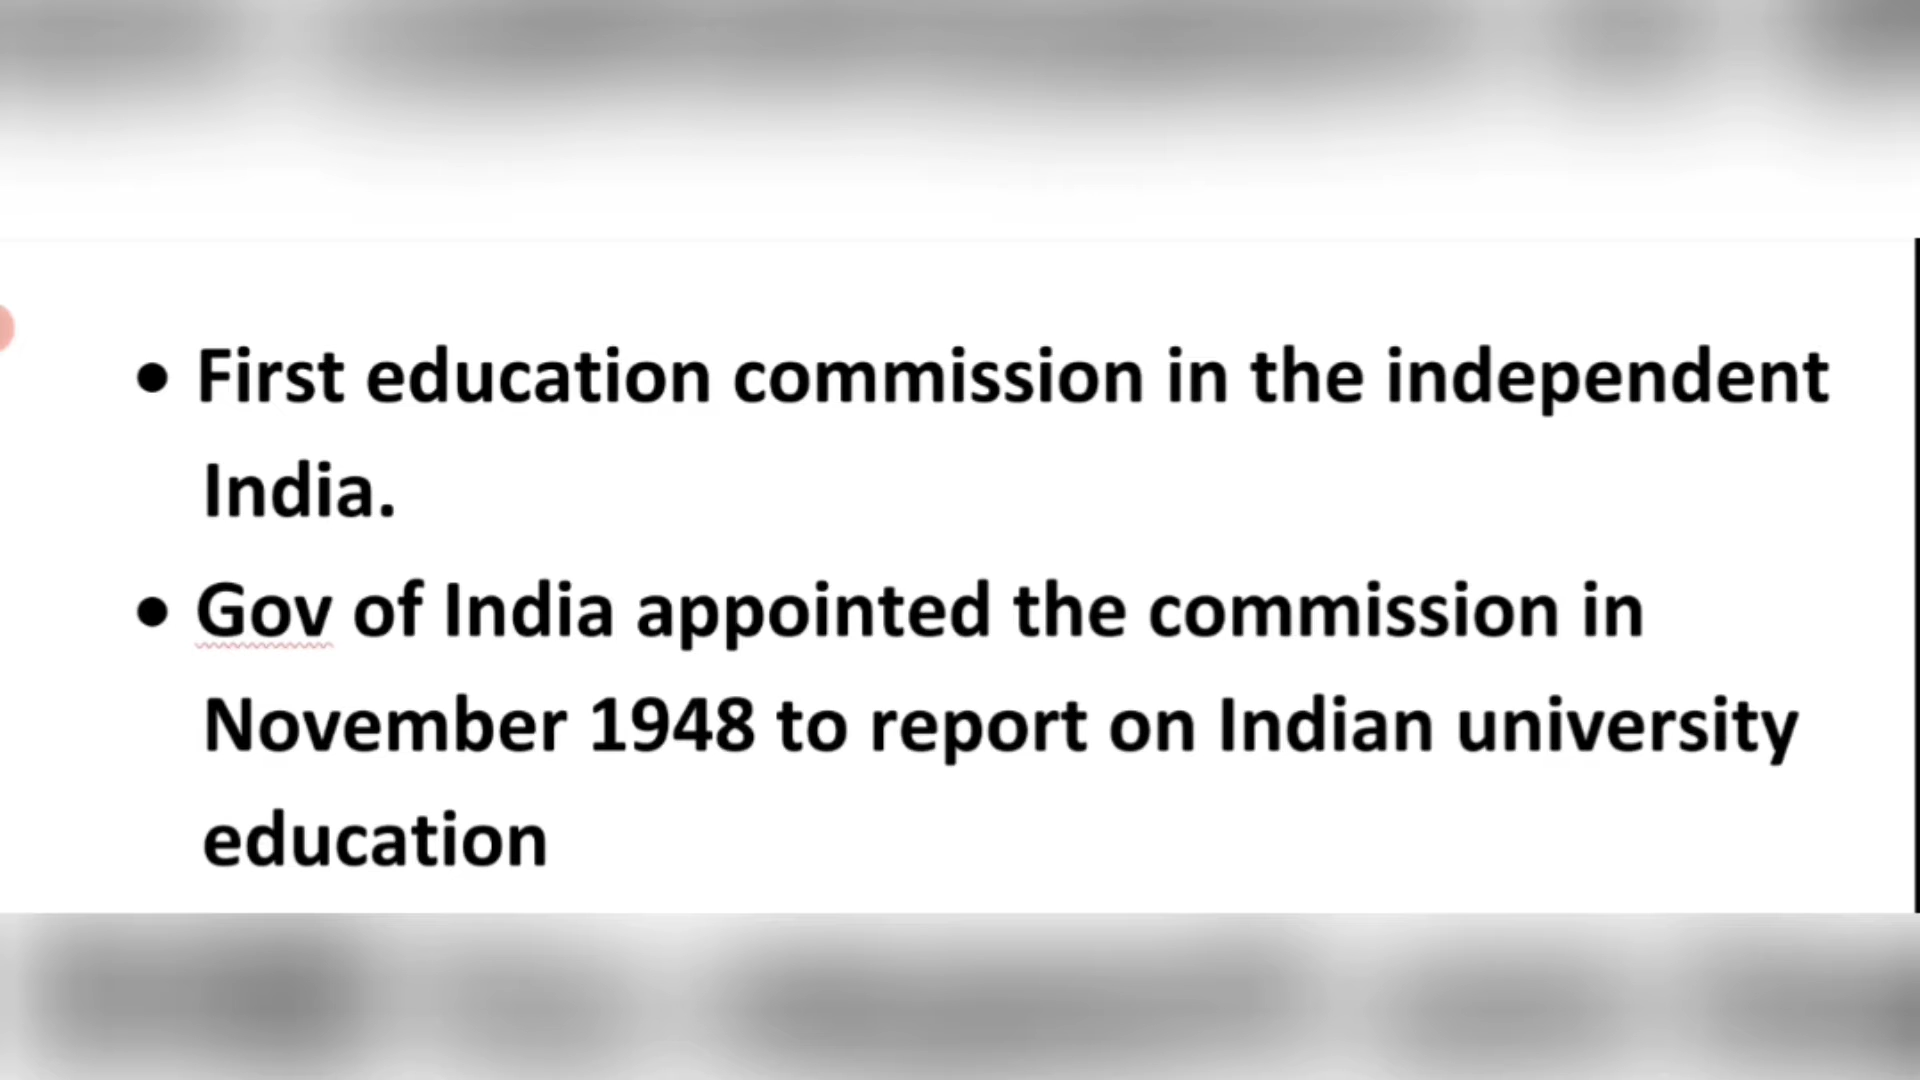 • First education commission in the independent
India.
• Gov of India appointed the commission in
November 1948 to report on Indian university
education